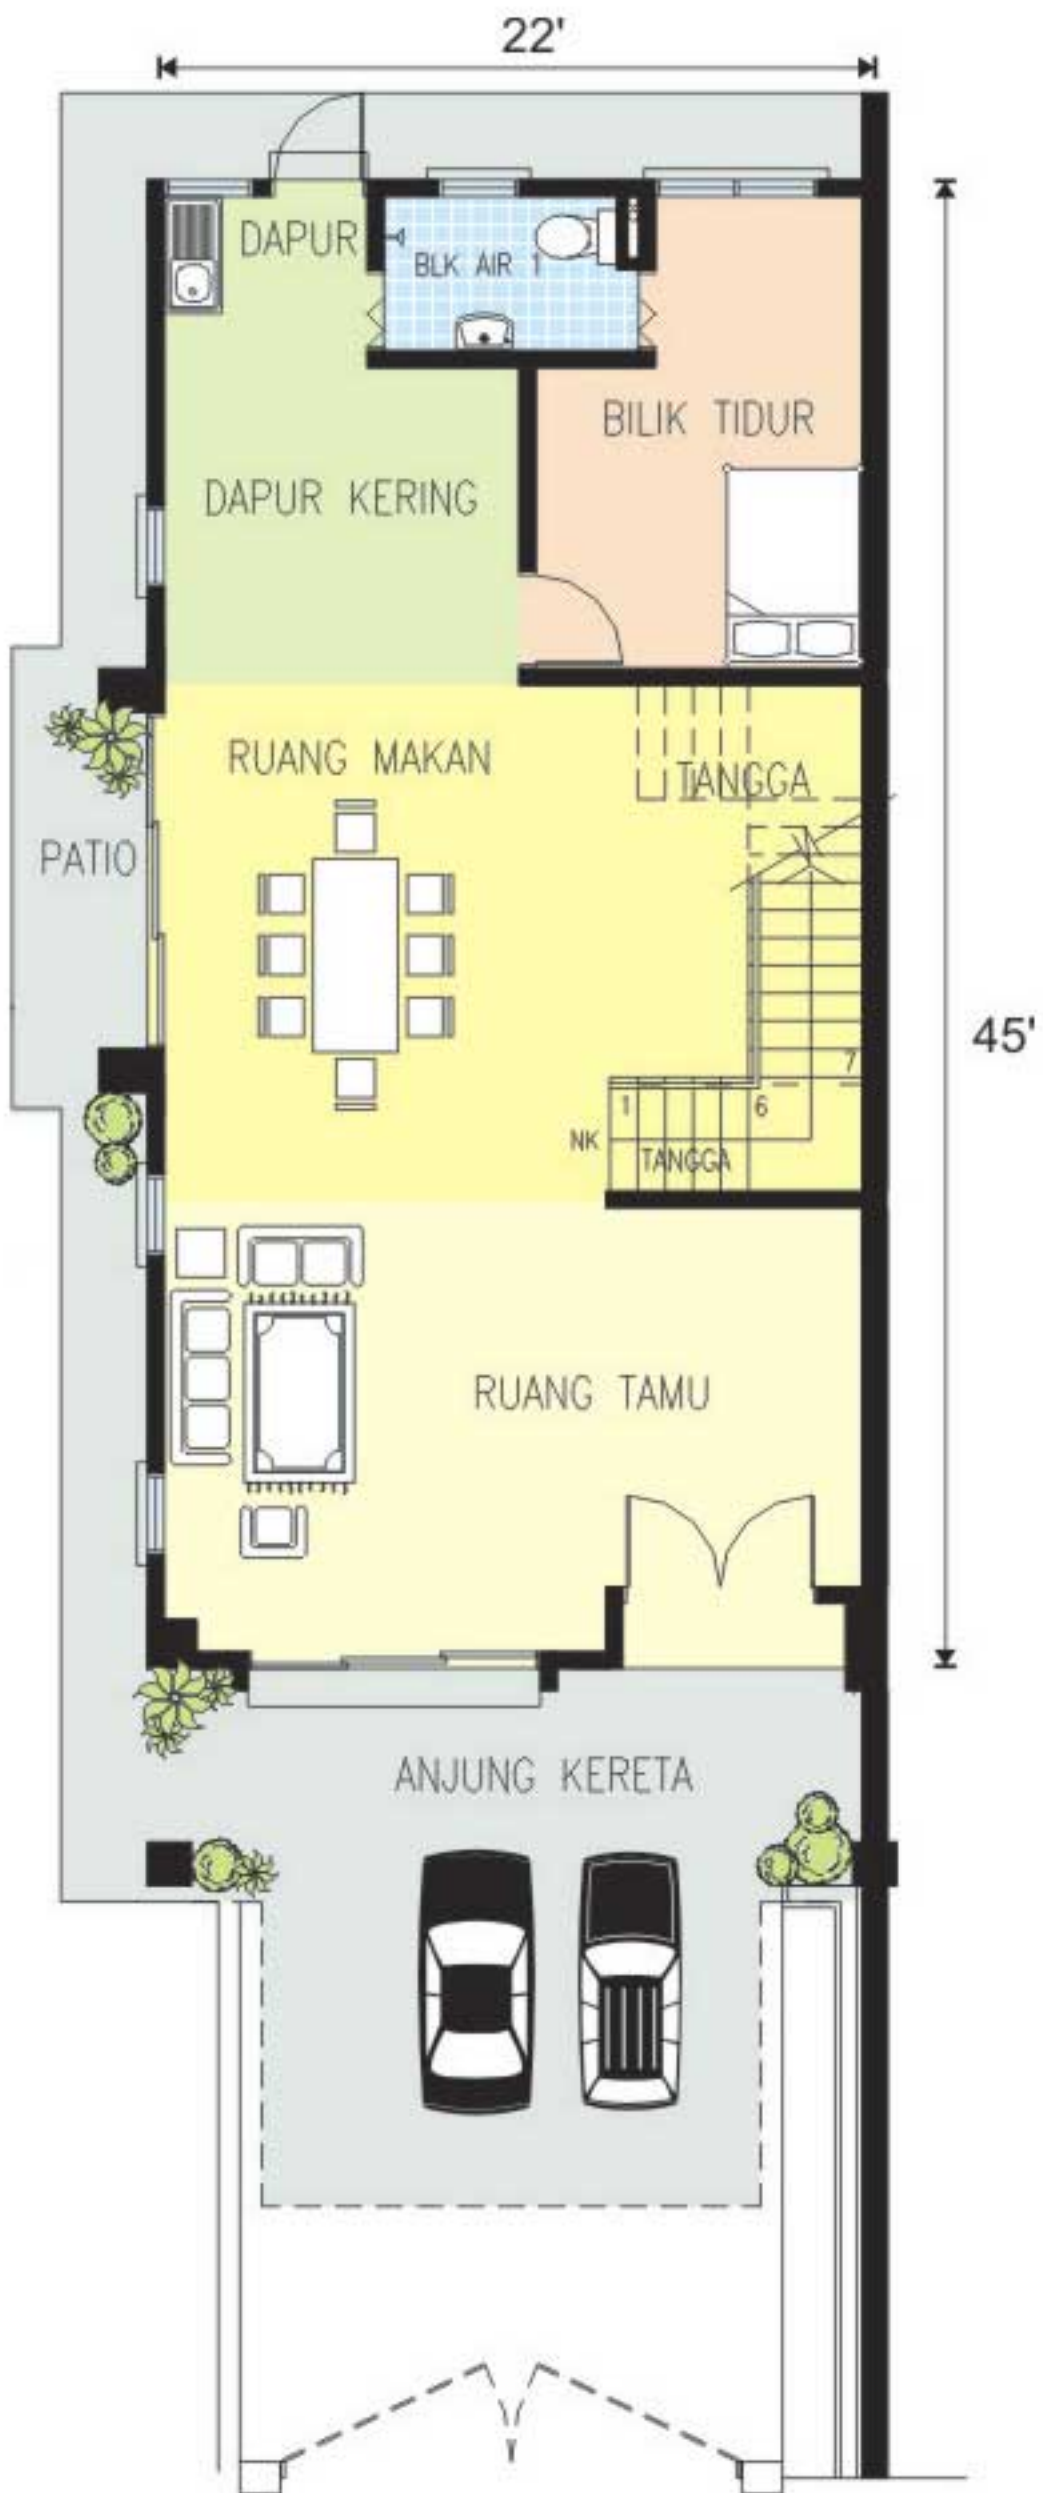 22'
DAPUR
BLK AIR 1
BILIK TIDUR
DAPUR KERING
RUANG MAKAN
TANGGA
PATIO
45'
7
1
6
NK
TANGGA
RUANG TAMU
ANJUNG KERETA